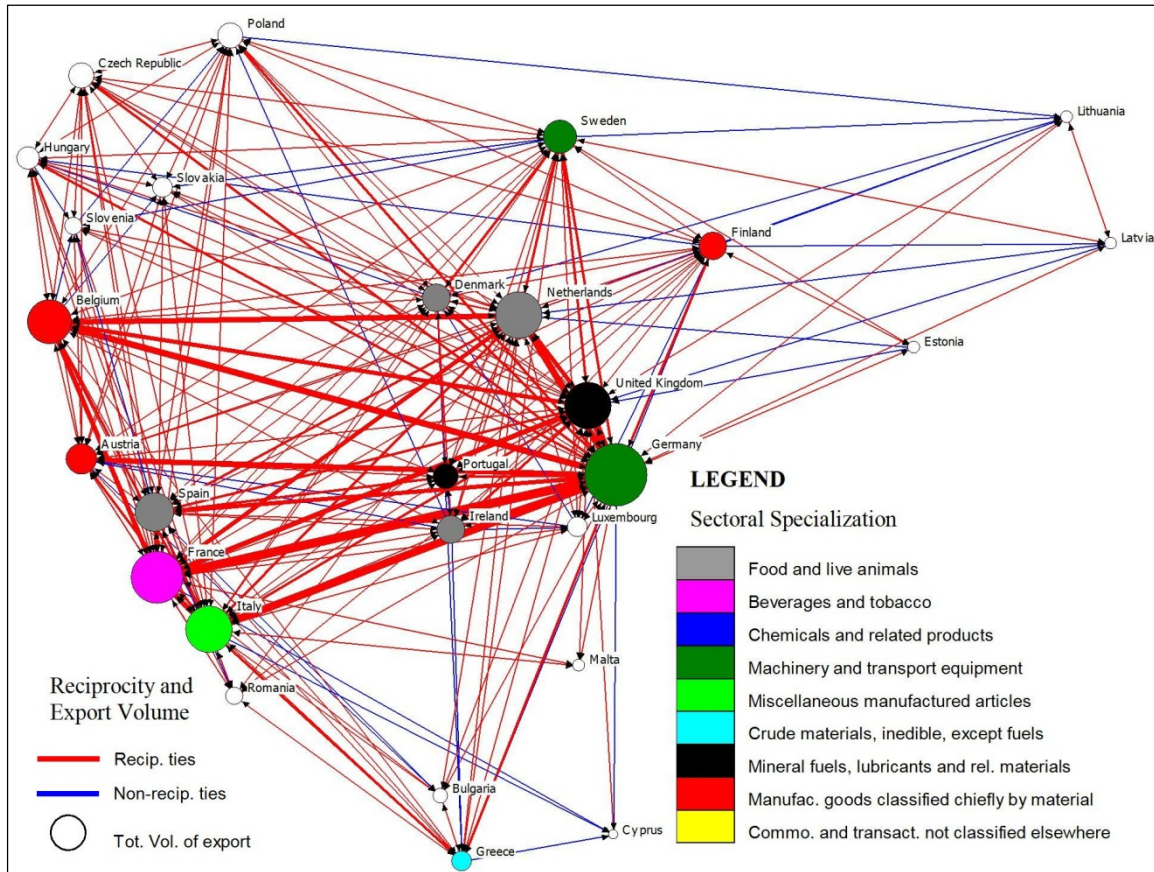 Poland
Czech Republic
Lithuania
Sweden
Hungary
Slovakia
Slovenia
Finland
Latvia
Denmark
Netherlands
Belgium
Estonia
United Kingdom
Austria
Germany
Portugal
Spain
LEGEND
Ireland
Luxembourg
Sectoral Specialization
France
Food and live animals
Italy
Beverages and tobacco
Chemicals and related products
Malta
Machinery and transport equipment
Romania
Reciprocity and
Export Volume
Miscellaneous manufactured articles
Crude materials, inedible, except fuels
Recip. ties
Mineral fuels, lubricants and rel. materials
Non-recip. ties
Bulgaria
Manufac. goods classified chiefly by material
Cyprus
Tot. Vol. of export
Commo. and transact. not classified elsewhere
Greece